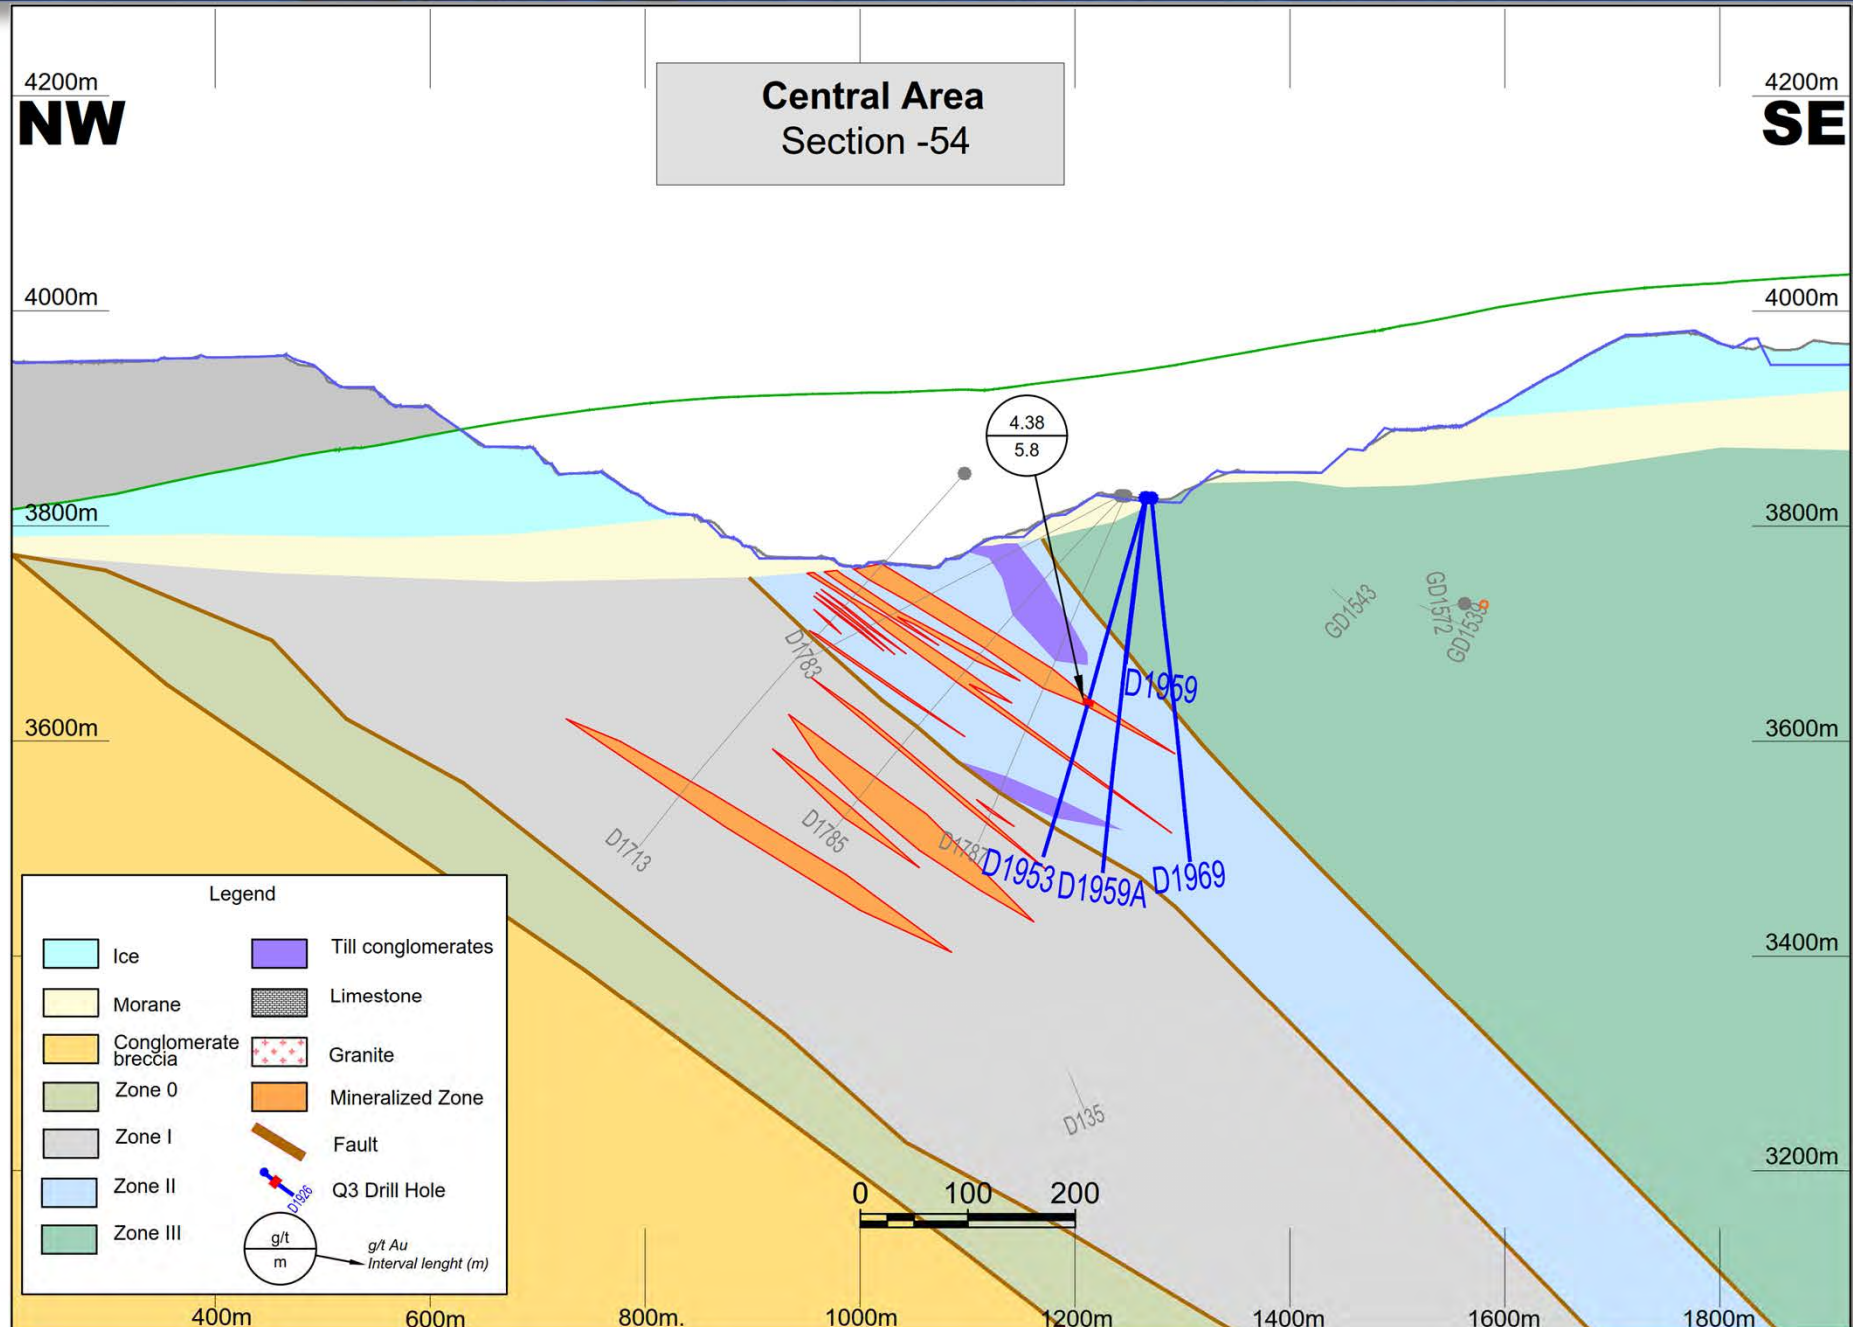 4200m
4200m
NW
SE
Central Area
Section -54
4000m
4000m
4.38
5.8
3800m
3800m
D1783
D1959
GD1543
GD1572
GD1539
3600m
3600m
D1713
D1785
D1787
D1953
D1959A
D1969
3400m
Legend
Ice
Morane
Conglomerate
breccia
Zone 0
Zone I
Zone II
Zone III
Till conglomerates
Limestone
Granite
Mineralized Zone
Fault
Q3 Drill Hole
D1926
g/t
m
g/t Au
Interval lenght (m)
D135
3200m
0 100 200
400m 600m 800m. 1000m 1200m 1400m 1600m 1800m